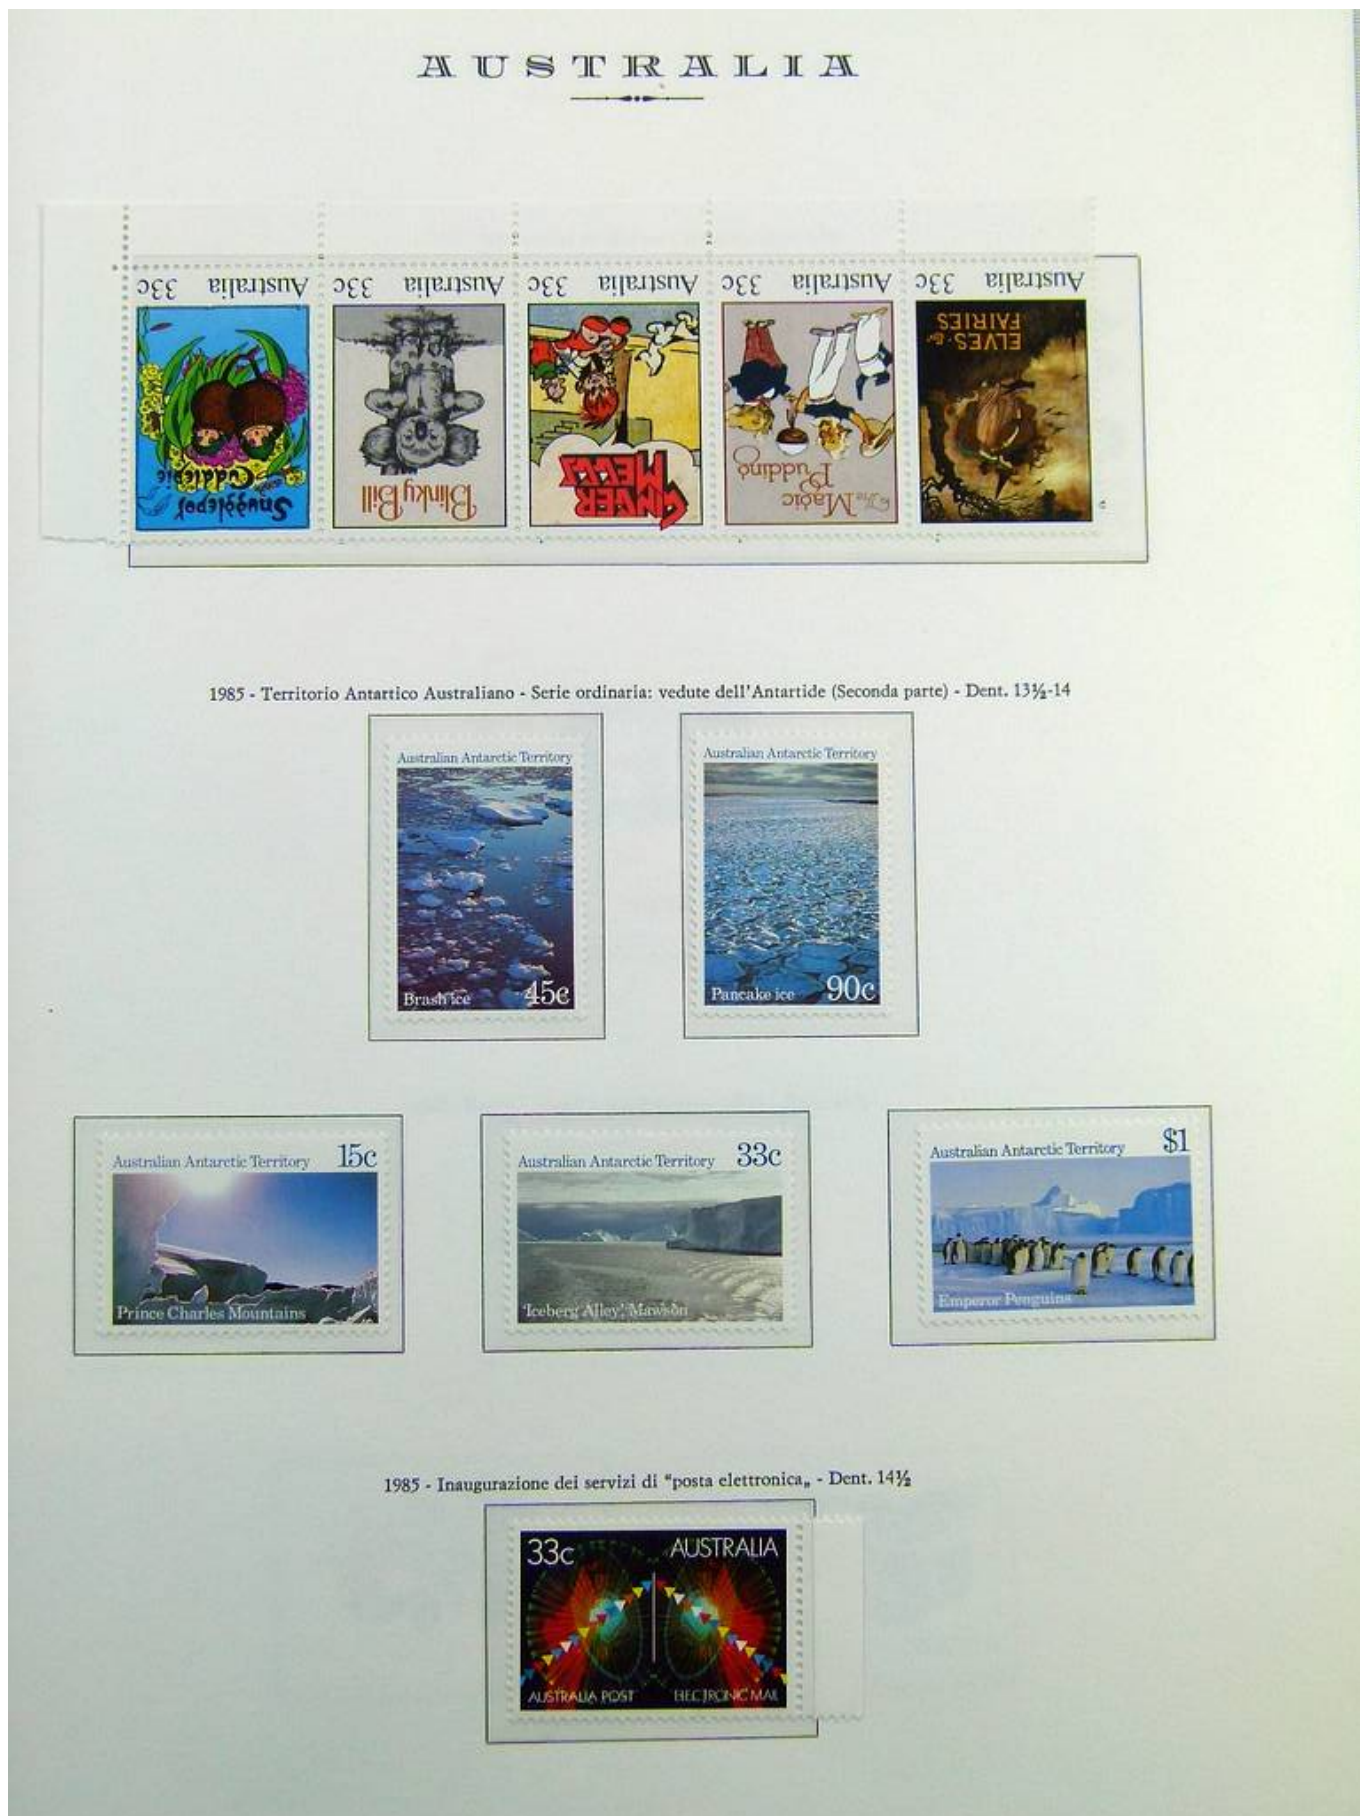 AUSTRALIA
33c Australia
33c Australia
33c Australia
33c Australia
33c Australia
Snugglepot
and
Cuddlepie
Blinky Bill
GINGER
MEGGS
The Magic
Pudding
ELVES &
FAIRIES
1985 - Territorio Antartico Australiano - Serie ordinaria: vedute dell'Antartide (Seconda parte) - Dent. 13½-14
Australian Antarctic Territory
Brash ice 45c
Australian Antarctic Territory
Pancake ice 90c
Australian Antarctic Territory 15c
Prince Charles Mountains
Australian Antarctic Territory 33c
'Iceberg Alley', Mawson
Australian Antarctic Territory $1
Emperor Penguins
1985 - Inaugurazione dei servizi di "posta elettronica„ - Dent. 14½
33c AUSTRALIA
AUSTRALIA POST ELECTRONIC MAIL